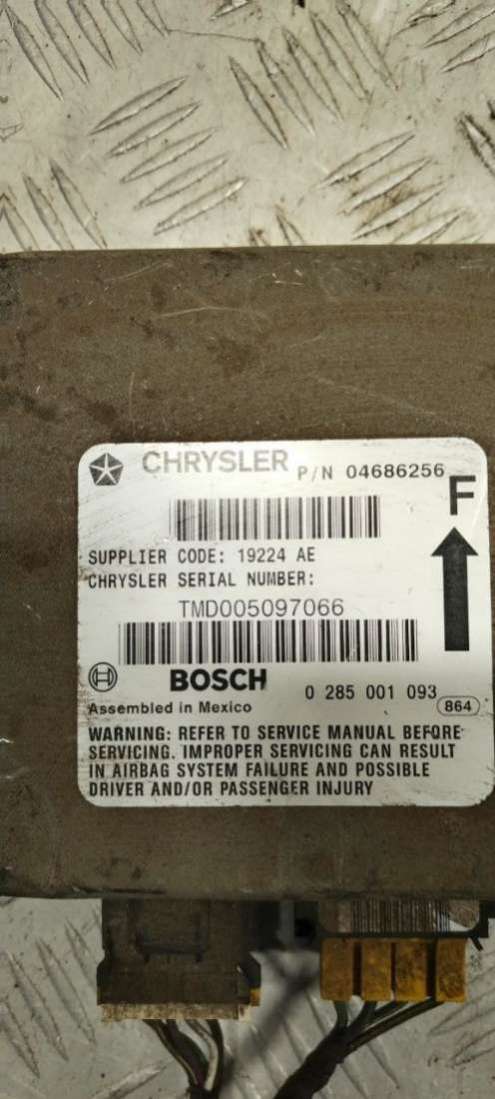 CHRYSLER P/N 04686256
F
SUPPLIER CODE: 19224 AE
CHRYSLER SERIAL NUMBER:
TMD005097066
BOSCH 0 285 001 093
Assembled in Mexico 864
WARNING: REFER TO SERVICE MANUAL BEFORE
SERVICING. IMPROPER SERVICING CAN RESULT
IN AIRBAG SYSTEM FAILURE AND POSSIBLE
DRIVER AND/OR PASSENGER INJURY